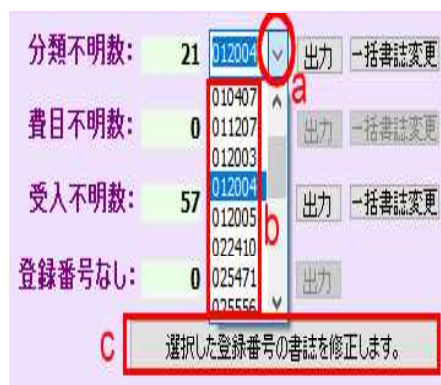 分類不明数: 21 012004 出力 一括書誌変更
a
010407
費目不明数: 0 011207 出力 一括書誌変更
012003
012004
受入不明数: 57 012005 出力 一括書誌変更
b
022410
登録番号なし: 0 025471 出力
025556
c 選択した登録番号の書誌を修正します。